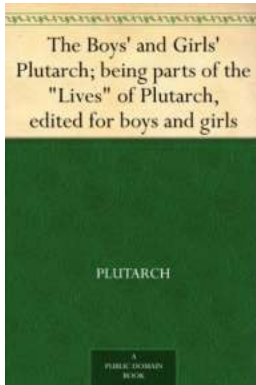 The Boys' and Girls'
Plutarch; being parts of the
"Lives" of Plutarch,
edited for boys and girls
PLUTARCH
A
PUBLIC DOMAIN
BOOK